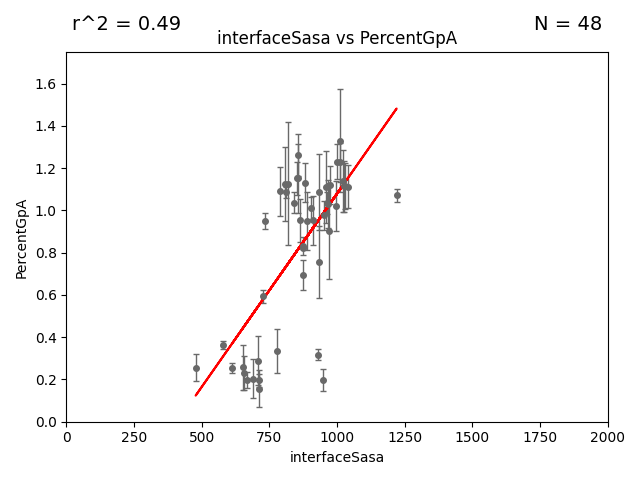 r^2 = 0.49
N = 48
interfaceSasa vs PercentGpA
PercentGpA
1.6
1.4
1.2
1.0
0.8
0.6
0.4
0.2
0.0
0 250 500 750 1000 1250 1500 1750 2000
interfaceSasa